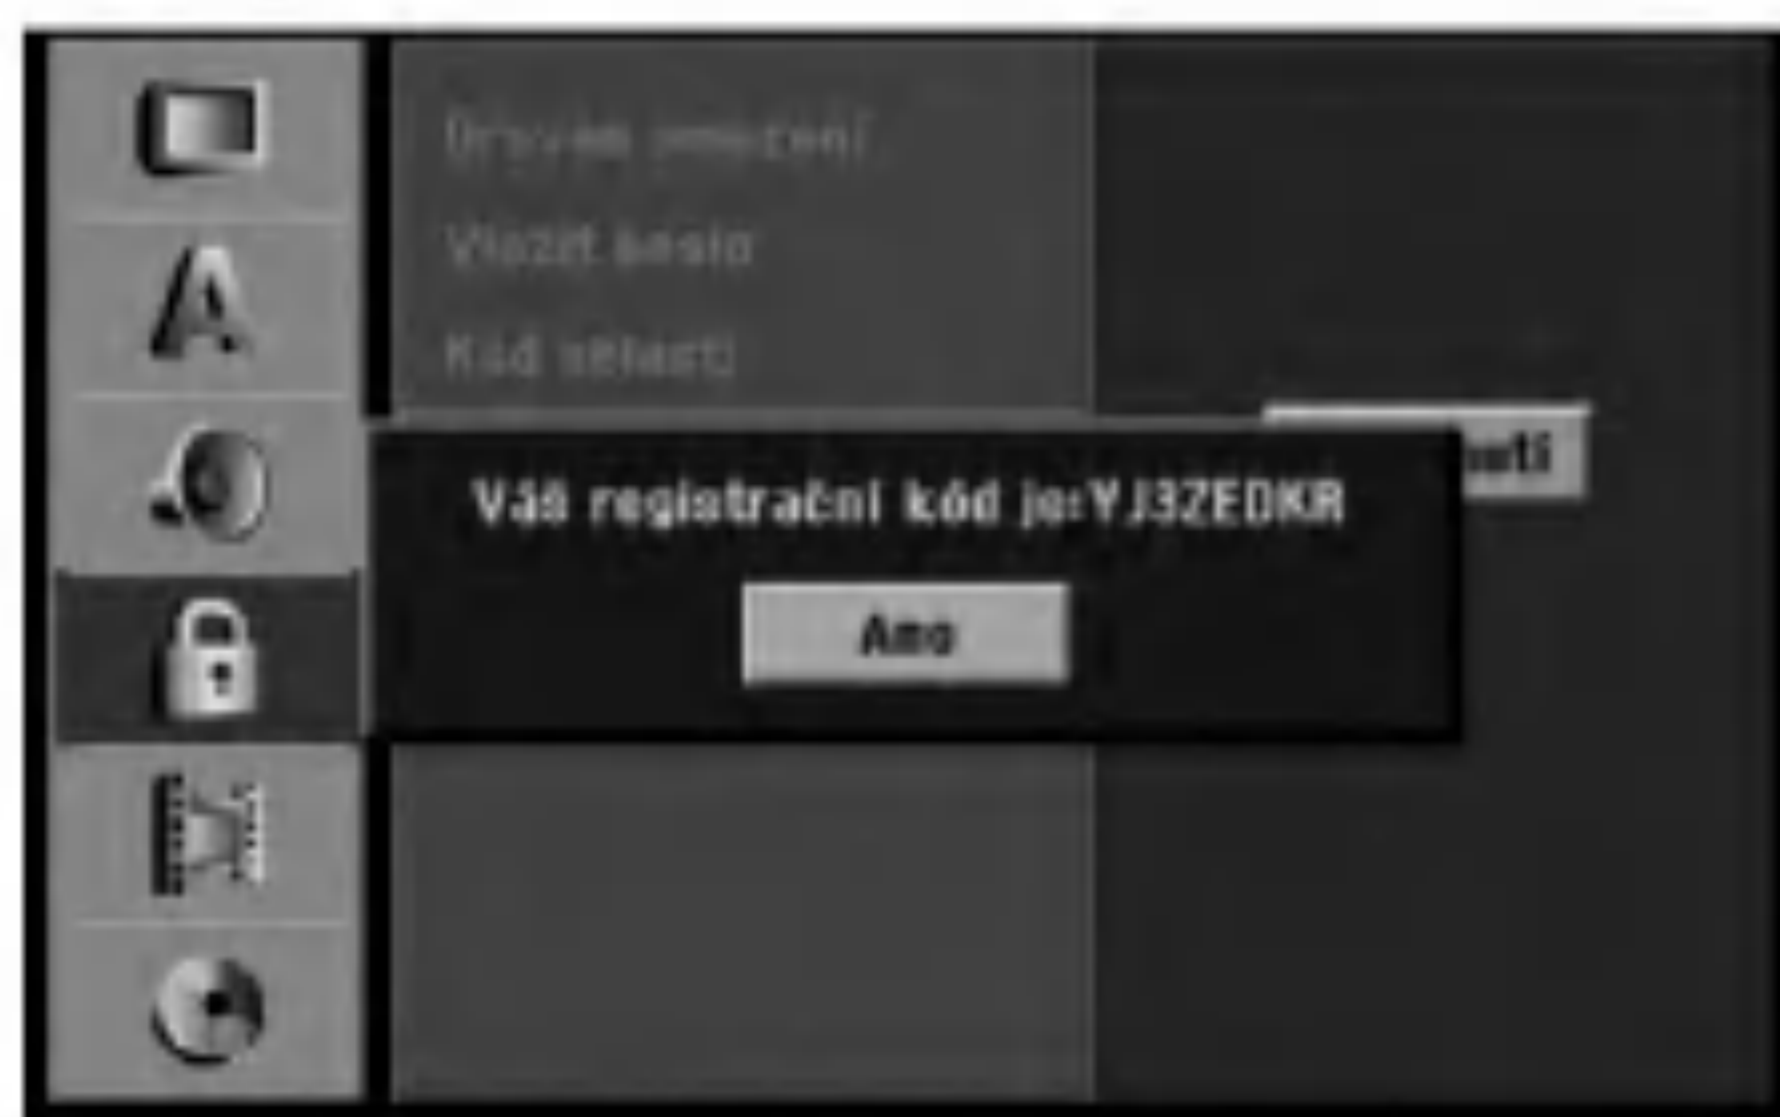 A
Vložit heslo
Kód oblasti
Váš registrační kód je:YJ3ZEDKR
Ano